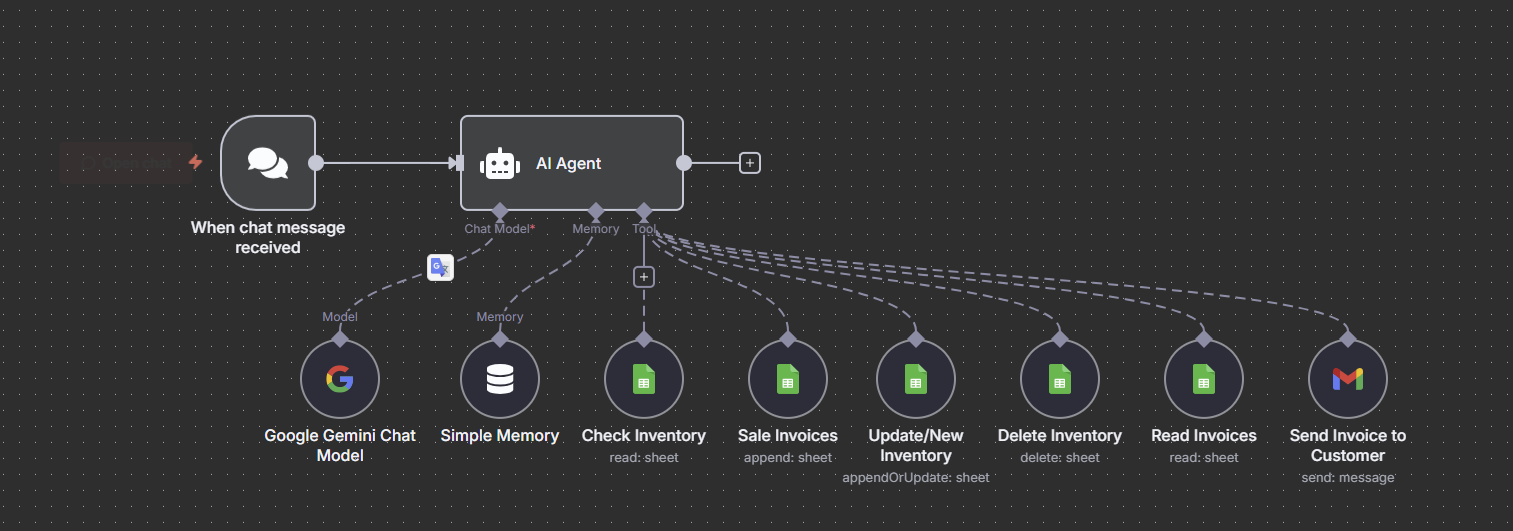 AI Agent
When chat message
received
Chat Model*
Memory
Tool
Model
Memory
Google Gemini Chat
Model
Simple Memory
Check Inventory
read: sheet
Sale Invoices
append: sheet
Update/New
Inventory
appendOrUpdate: sheet
Delete Inventory
delete: sheet
Read Invoices
read: sheet
Send Invoice to
Customer
send: message